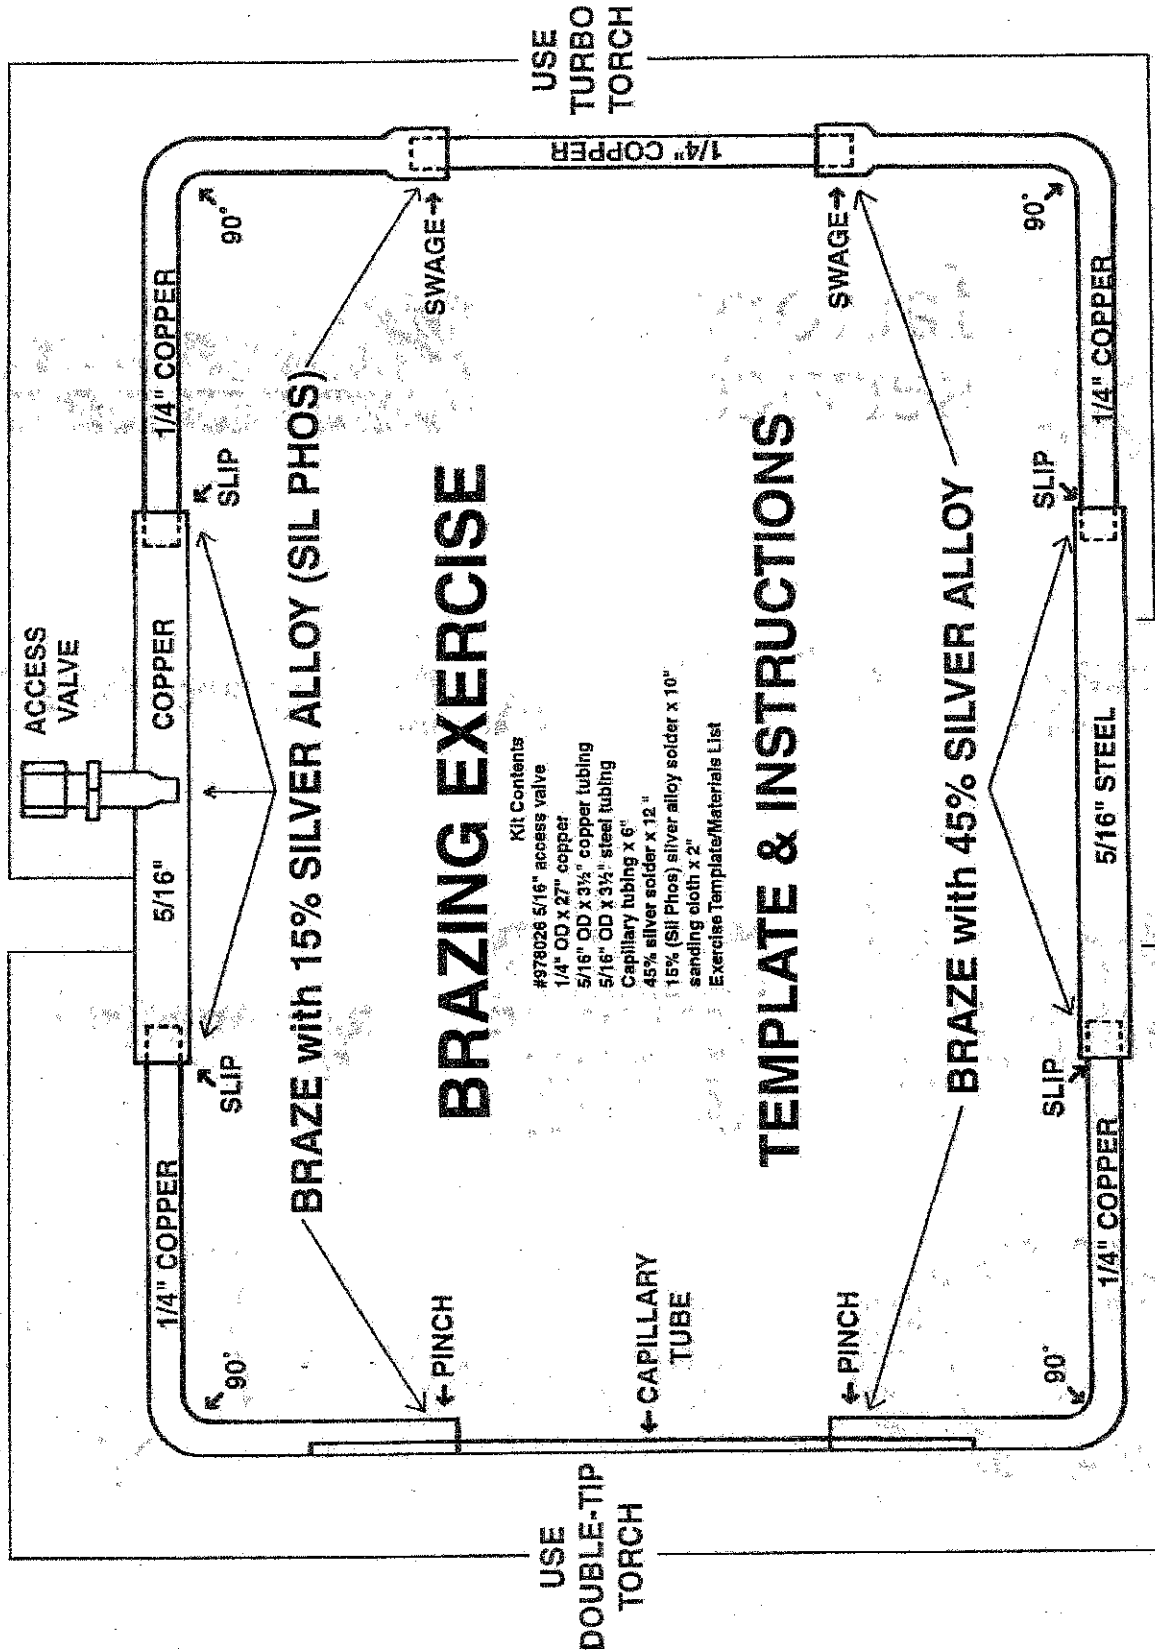 USE
TURBO
TORCH
ACCESS
VALVE
5/16" COPPER
1/4" COPPER
1/4" COPPER
SLIP
SLIP
90°
90°
BRAZE with 15% SILVER ALLOY (SIL PHOS)
PINCH
SWAGE
BRAZING EXERCISE
Kit Contents
#978026 5/16" access valve
1/4" OD x 27" copper
5/16" OD x 3½" copper tubing
5/16" OD x 3½" steel tubing
Capillary tubing x 6"
45% silver solder x 12"
15% (Sil Phos) silver alloy solder x 10"
sanding cloth x 2"
Exercise Template/Materials List
1/4" COPPER
CAPILLARY
TUBE
TEMPLATE & INSTRUCTIONS
PINCH
SWAGE
BRAZE with 45% SILVER ALLOY
90°
90°
SLIP
SLIP
1/4" COPPER
5/16" STEEL
1/4" COPPER
USE
DOUBLE-TIP
TORCH